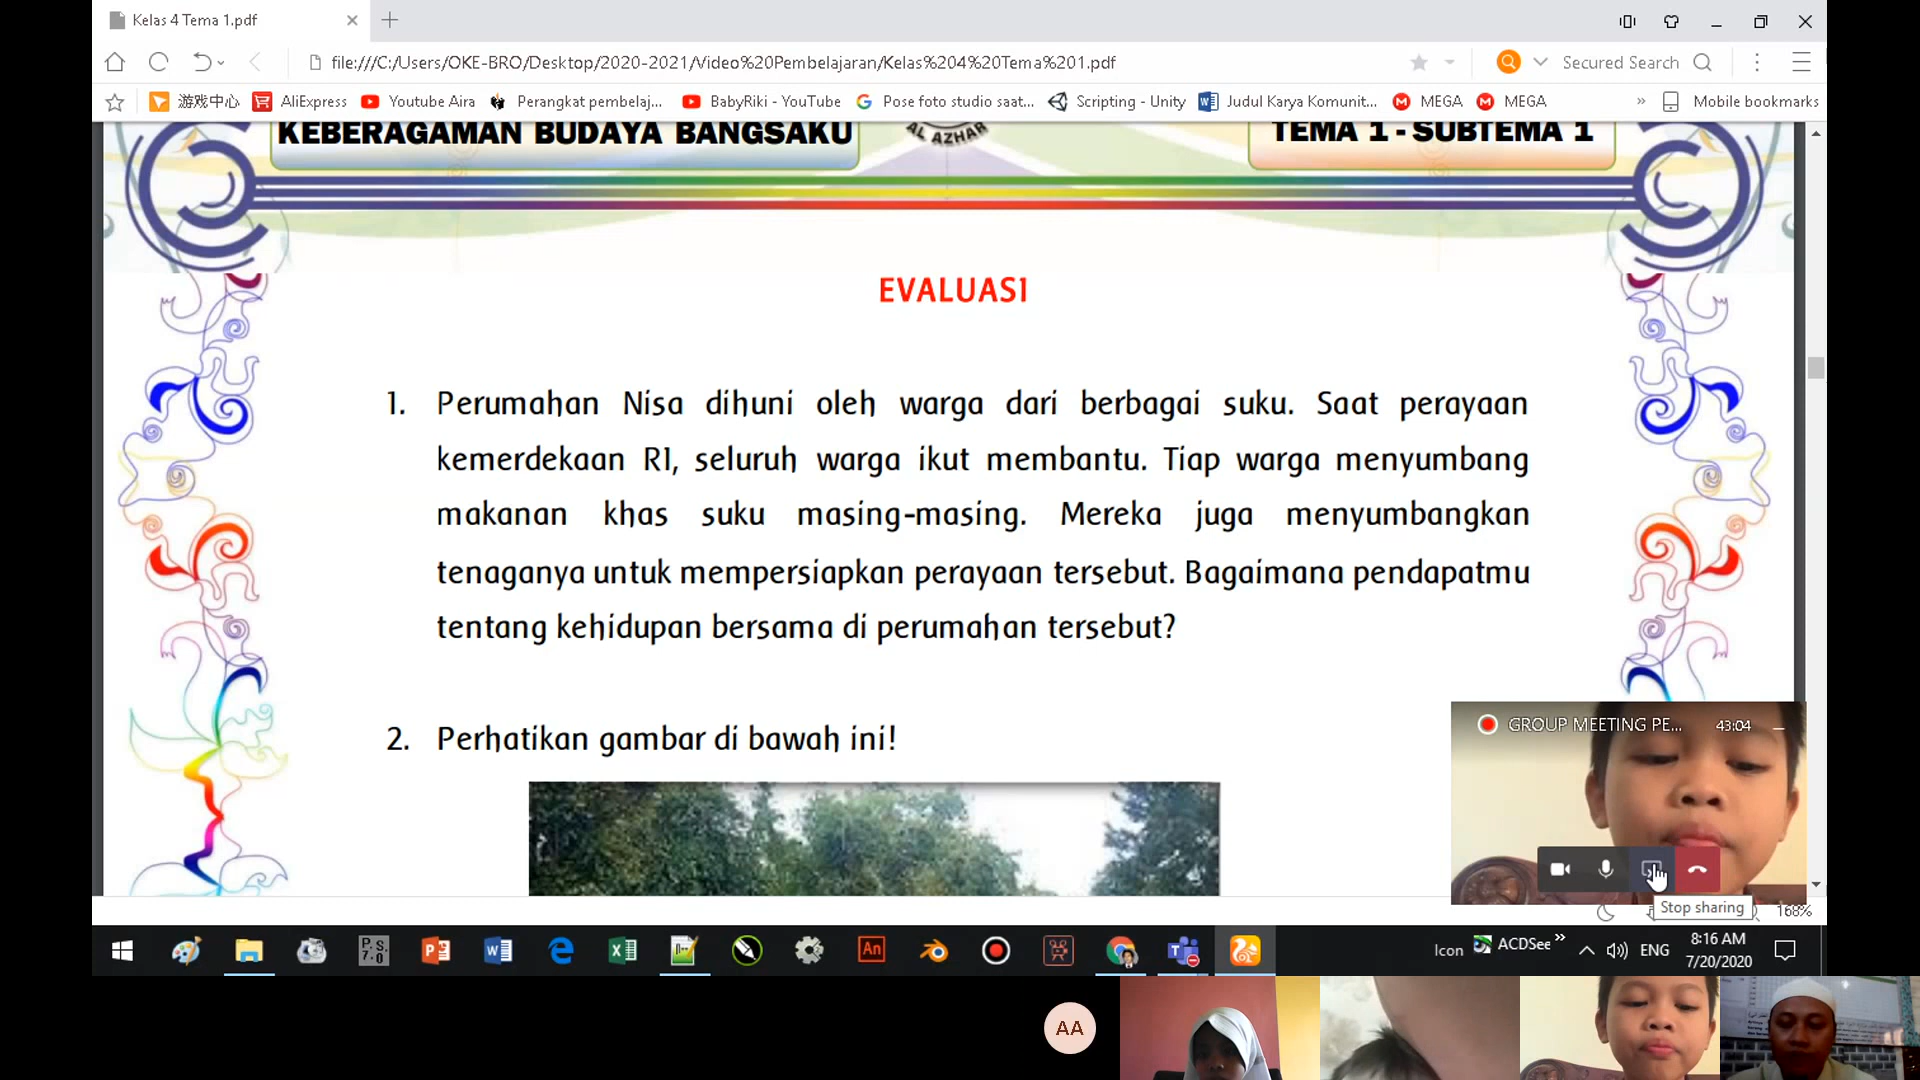 Kelas 4 Tema 1.pdf
file:///C:/Users/OKE-BRO/Desktop/2020-2021/Video%20Pembelajaran/Kelas%204%20Tema%201.pdf
Secured Search
游戏中心
AliExpress
Youtube Aira
Perangkat pembelaj...
BabyRiki - YouTube
Pose foto studio saat...
Scripting - Unity
Judul Karya Komunit...
MEGA
MEGA
Mobile bookmarks
KEBERAGAMAN BUDAYA BANGSAKU
AL AZHAR
TEMA 1 - SUBTEMA 1
EVALUASI
1. Perumahan Nisa dihuni oleh warga dari berbagai suku. Saat perayaan
kemerdekaan RI, seluruh warga ikut membantu. Tiap warga menyumbang
makanan khas suku masing-masing. Mereka juga menyumbangkan
tenaganya untuk mempersiapkan perayaan tersebut. Bagaimana pendapatmu
tentang kehidupan bersama di perumahan tersebut?
2. Perhatikan gambar di bawah ini!
GROUP MEETING PE... 43:04
Stop sharing
168%
P.S.
7.0
An
Icon
ACDSee
ENG
8:16 AM
7/20/2020
AA